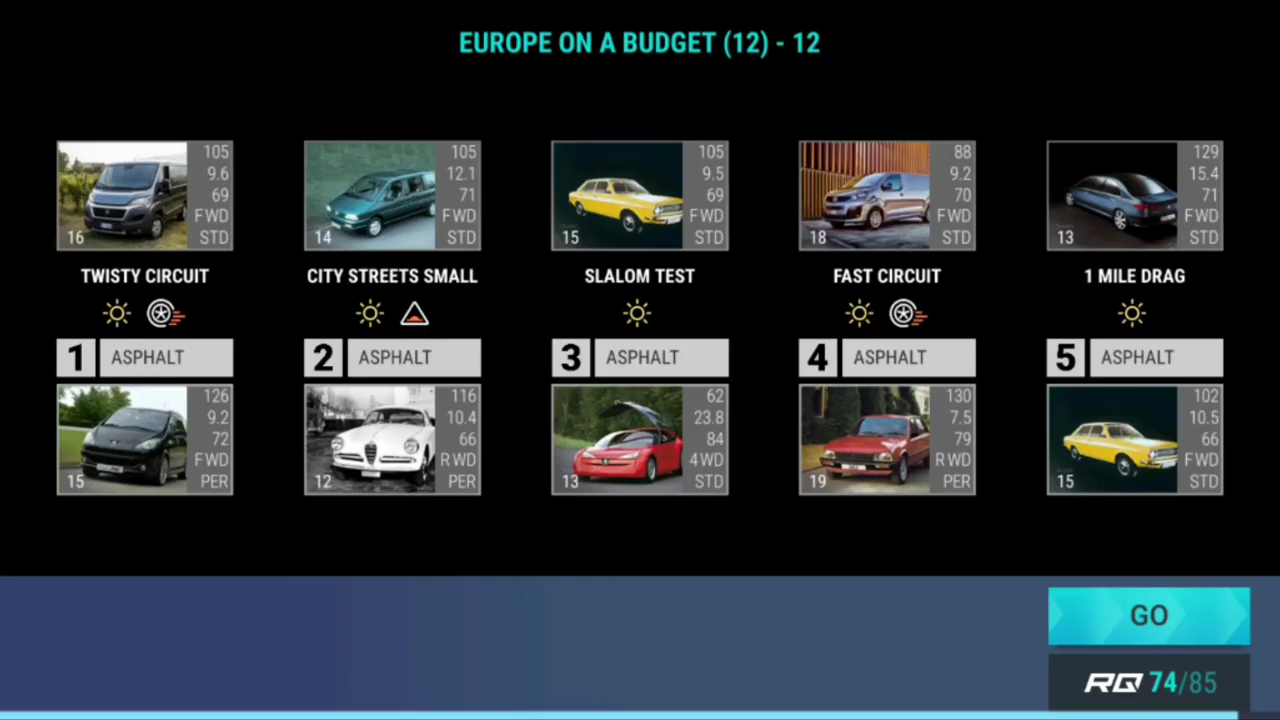 EUROPE ON A BUDGET (12) - 12
105
9.6
69
FWD
16 STD
105
12.1
71
FWD
14 STD
105
9.5
69
FWD
15 STD
88
9.2
70
FWD
18 STD
129
15.4
71
FWD
13 STD
TWISTY CIRCUIT
CITY STREETS SMALL
SLALOM TEST
FAST CIRCUIT
1 MILE DRAG
1 ASPHALT
2 ASPHALT
3 ASPHALT
4 ASPHALT
5 ASPHALT
126
9.2
72
FWD
15 PER
116
10.4
66
RWD
12 PER
62
23.8
84
4WD
13 STD
130
7.5
79
RWD
19 PER
102
10.5
66
FWD
15 STD
GO
RQ 74/85